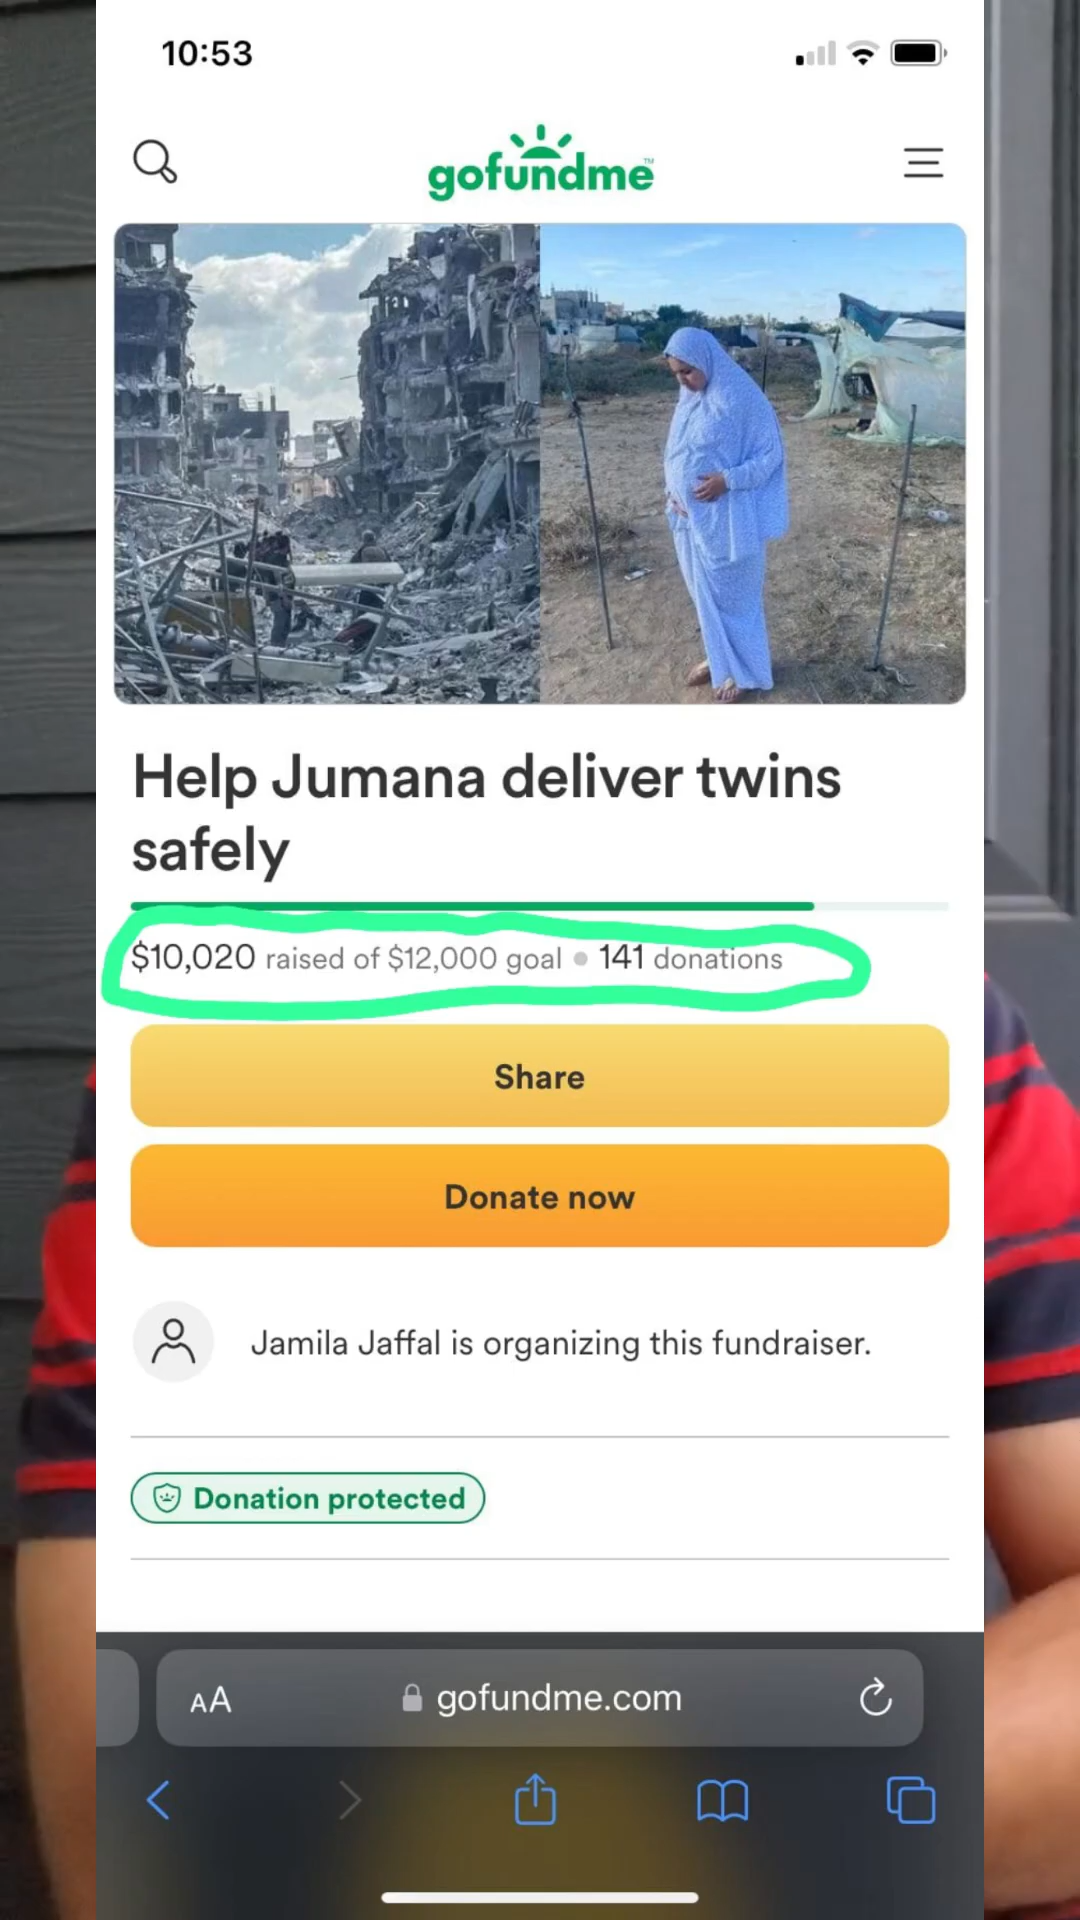 10:53
gofundme™
Help Jumana deliver twins
safely
$10,020 raised of $12,000 goal • 141 donations
Share
Donate now
Jamila Jaffal is organizing this fundraiser.
Donation protected
AA gofundme.com